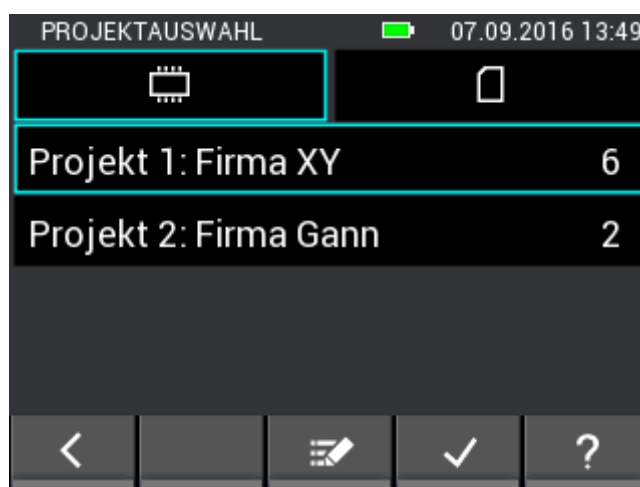 PROJEKTAUSWAHL 07.09.2016 13:49
Projekt 1: Firma XY 6
Projekt 2: Firma Gann 2
?